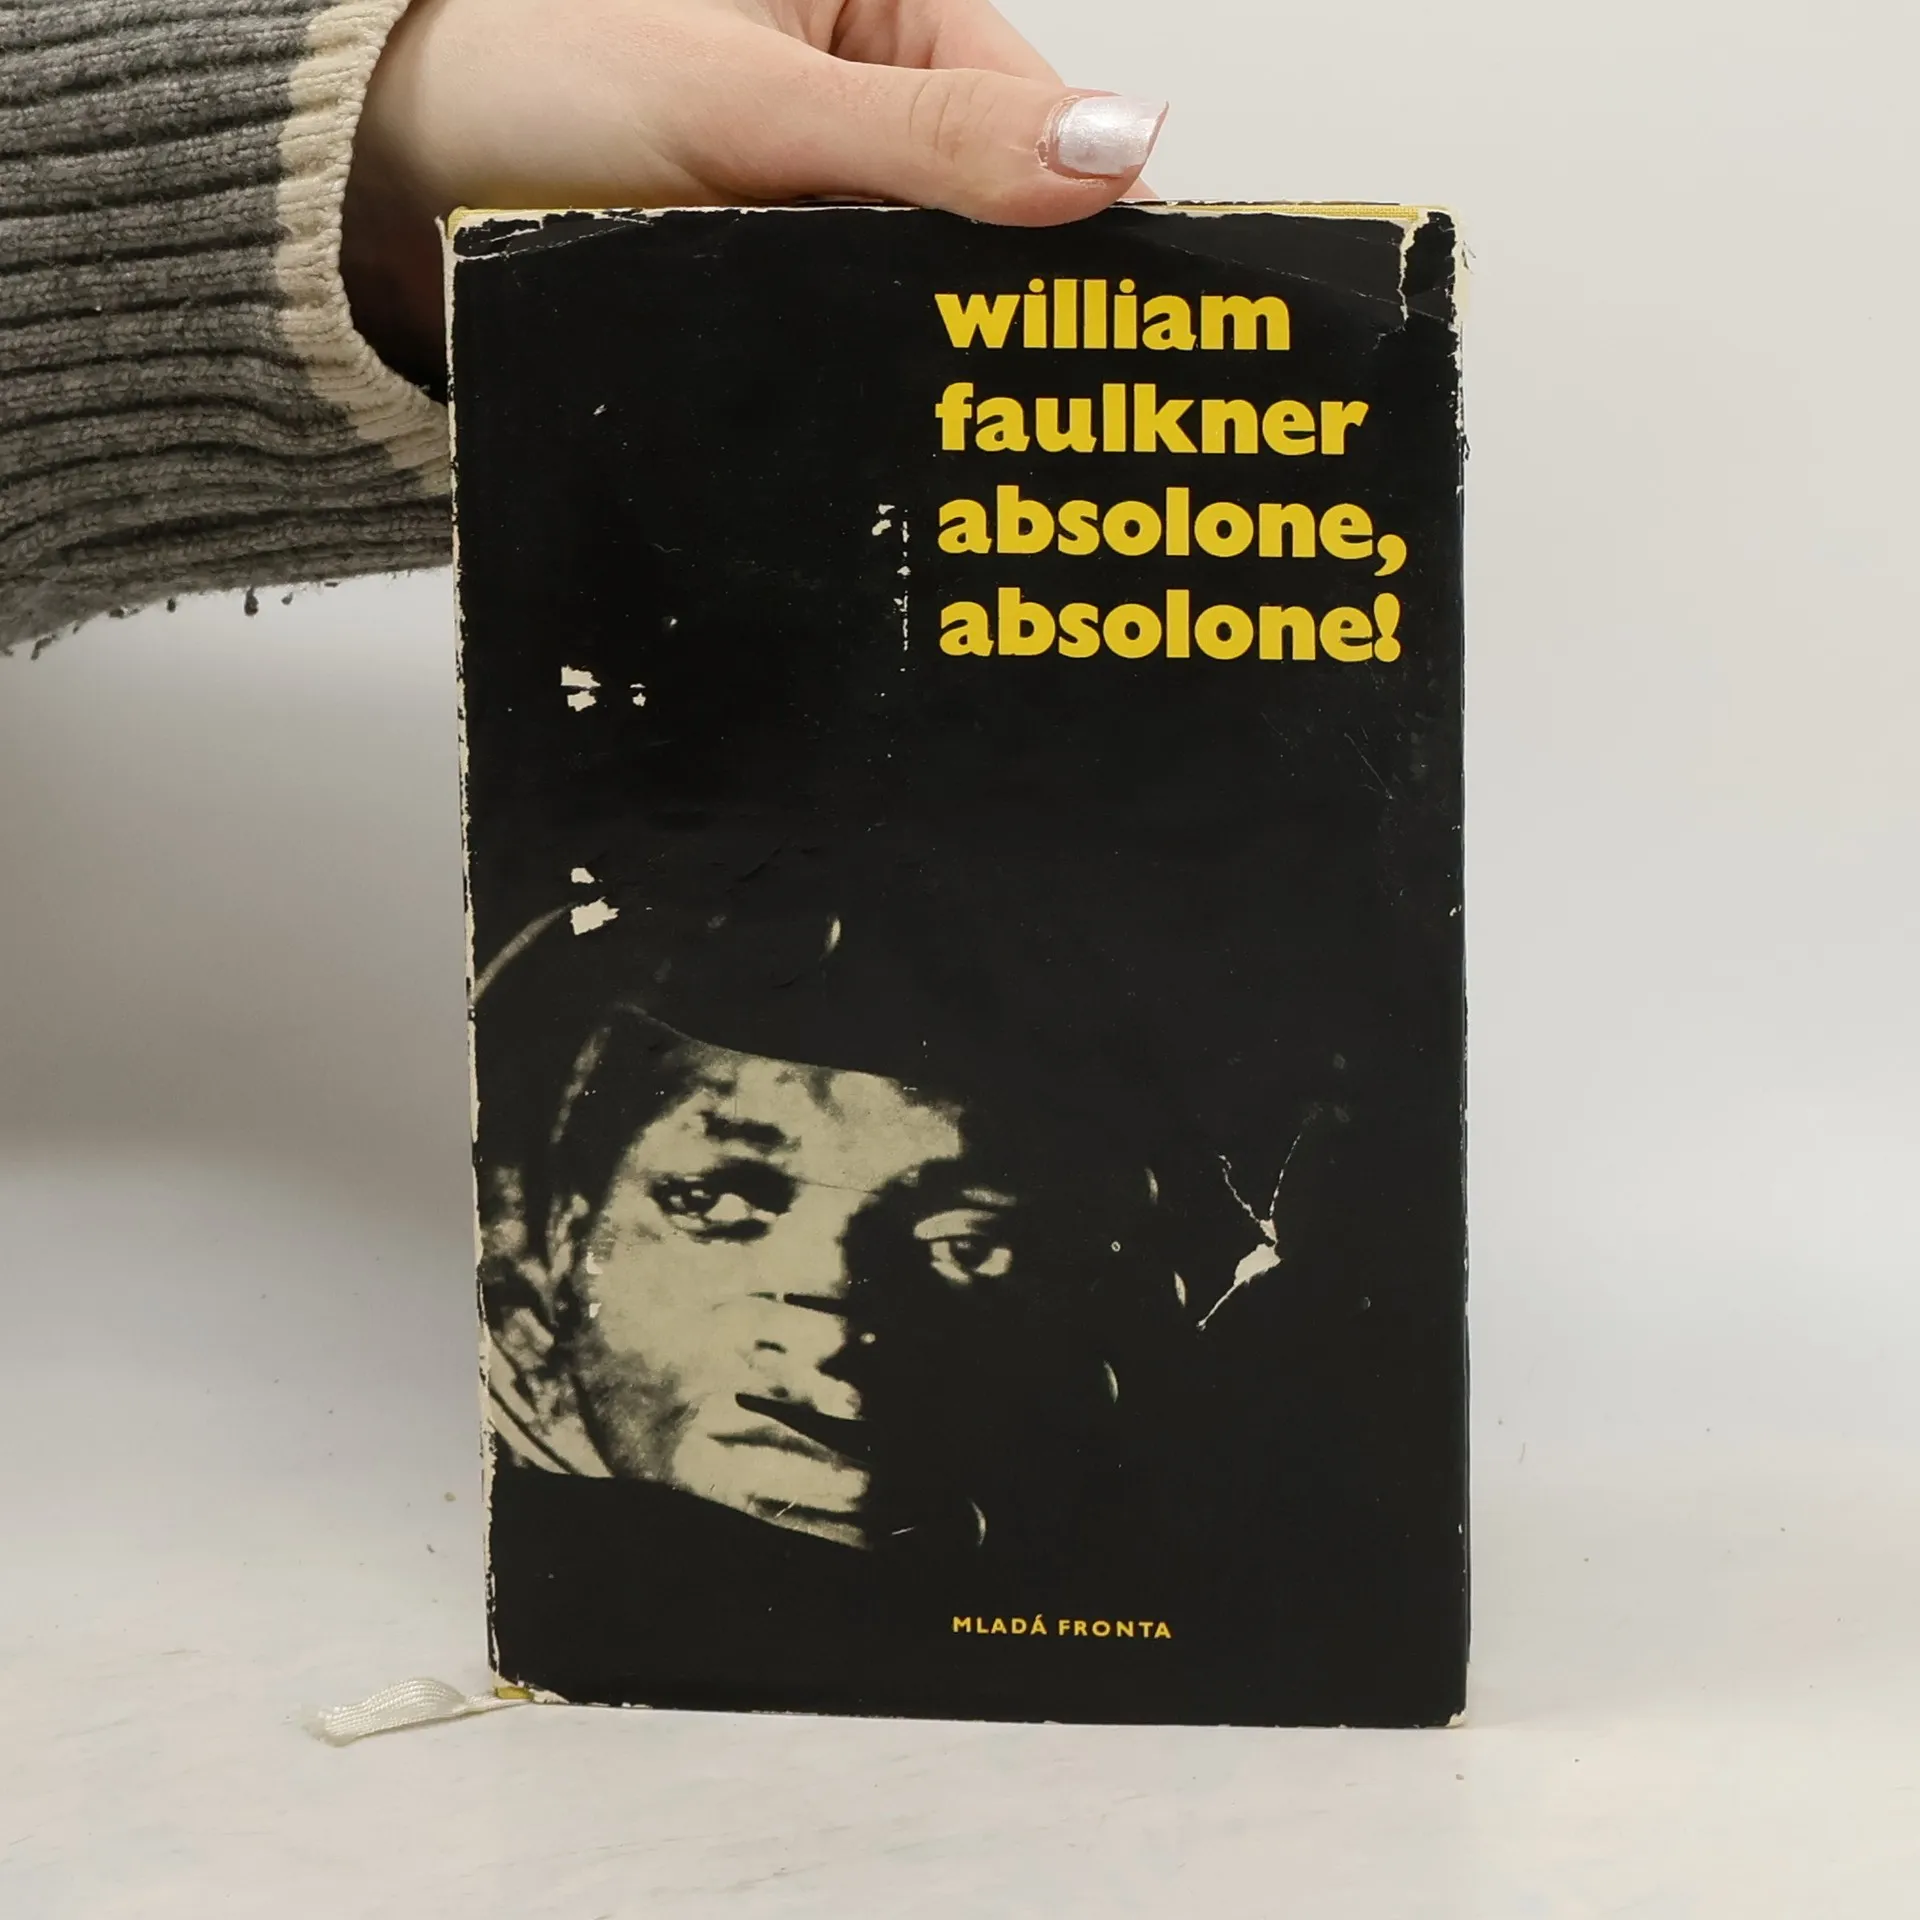 william
faulkner
absolone,
absolone!
MLADÁ FRONTA